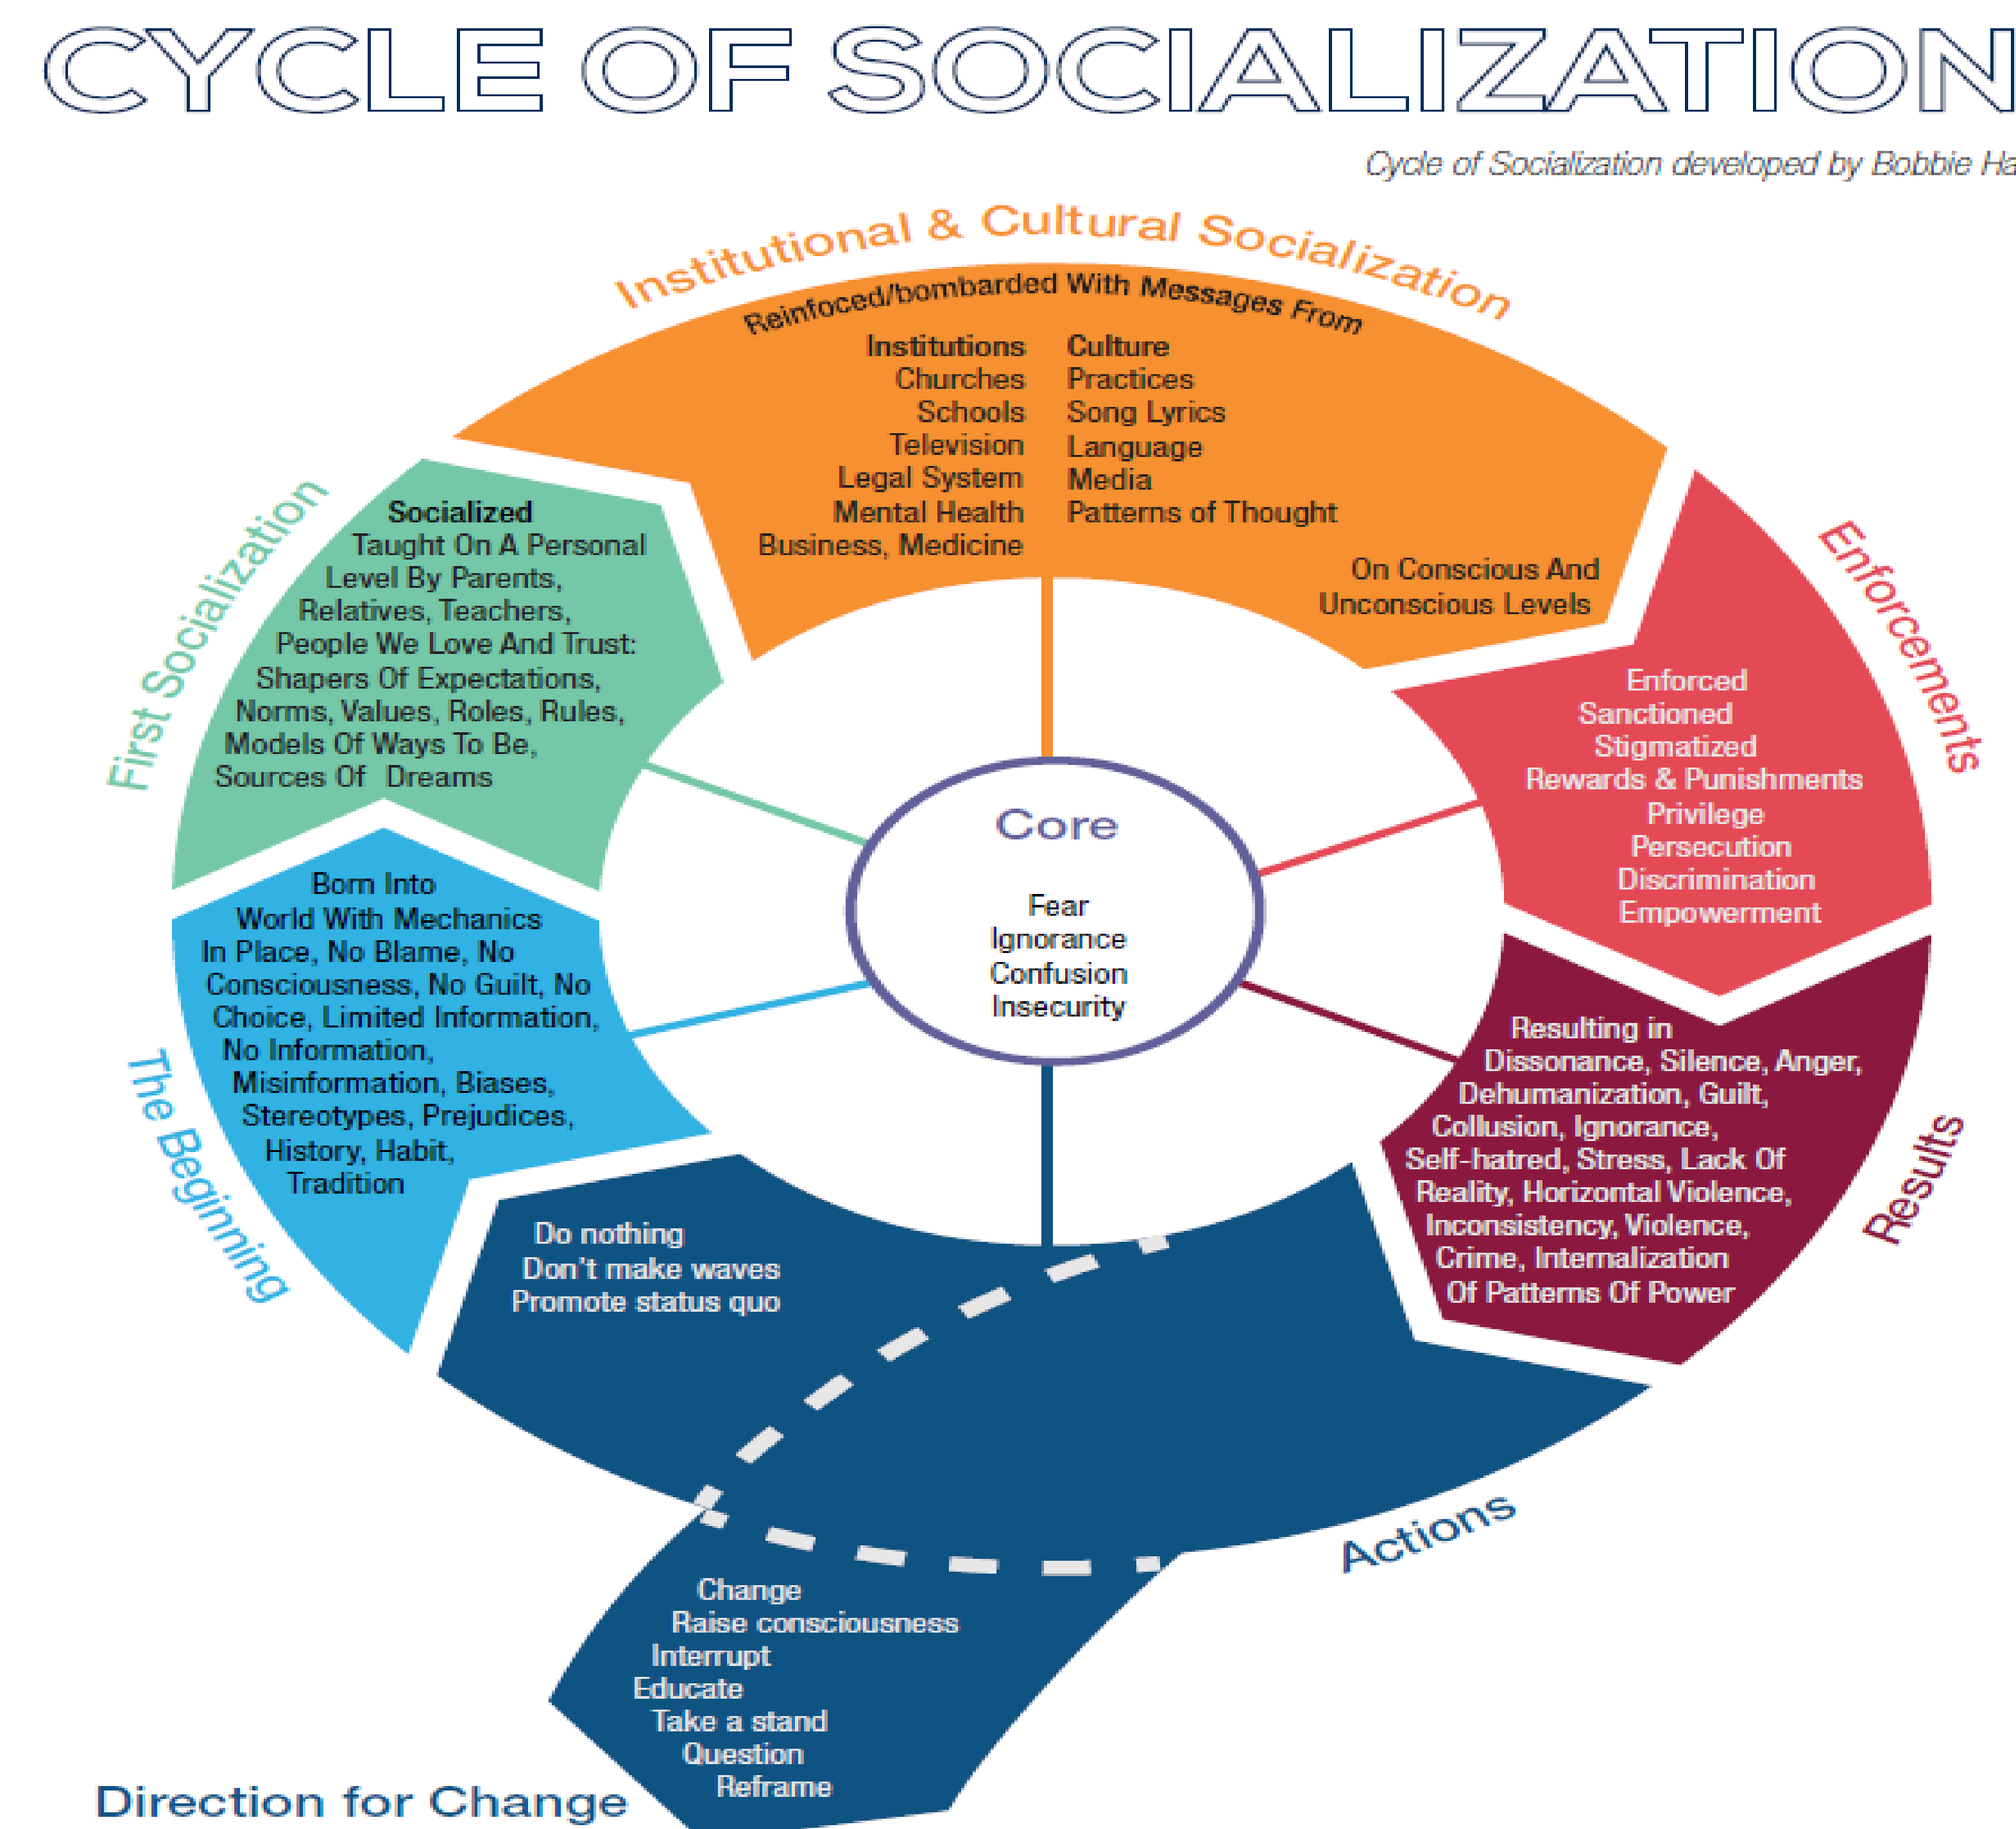 CYCLE OF SOCIALIZATION
Cycle of Socialization developed by Bobbie
Institutional & Cultural Socialization
Reinfoced/bombarded With Messages From
Institutions
Churches
Schools
Television
Legal System
Mental Health
Business, Medicine
Culture
Practices
Song Lyrics
Language
Media
Patterns of Thought
On Conscious And
Unconscious Levels
Enforcements
Enforced
Sanctioned
Stigmatized
Rewards & Punishments
Privilege
Persecution
Discrimination
Empowerment
Results
Resulting in
Dissonance, Silence, Anger,
Dehumanization, Guilt,
Collusion, Ignorance,
Self-hatred, Stress, Lack Of
Reality, Horizontal Violence,
Inconsistency, Violence,
Crime, Internalization
Of Patterns Of Power
Actions
Do nothing
Don't make waves
Promote status quo
Change
Raise consciousness
Interrupt
Educate
Take a stand
Question
Reframe
Direction for Change
The Beginning
Born Into
World With Mechanics
In Place, No Blame, No
Consciousness, No Guilt, No
Choice, Limited Information,
No Information,
Misinformation, Biases,
Stereotypes, Prejudices,
History, Habit,
Tradition
First Socialization
Socialized
Taught On A Personal
Level By Parents,
Relatives, Teachers,
People We Love And Trust:
Shapers Of Expectations,
Norms, Values, Roles, Rules,
Models Of Ways To Be,
Sources Of Dreams
Core
Fear
Ignorance
Confusion
Insecurity